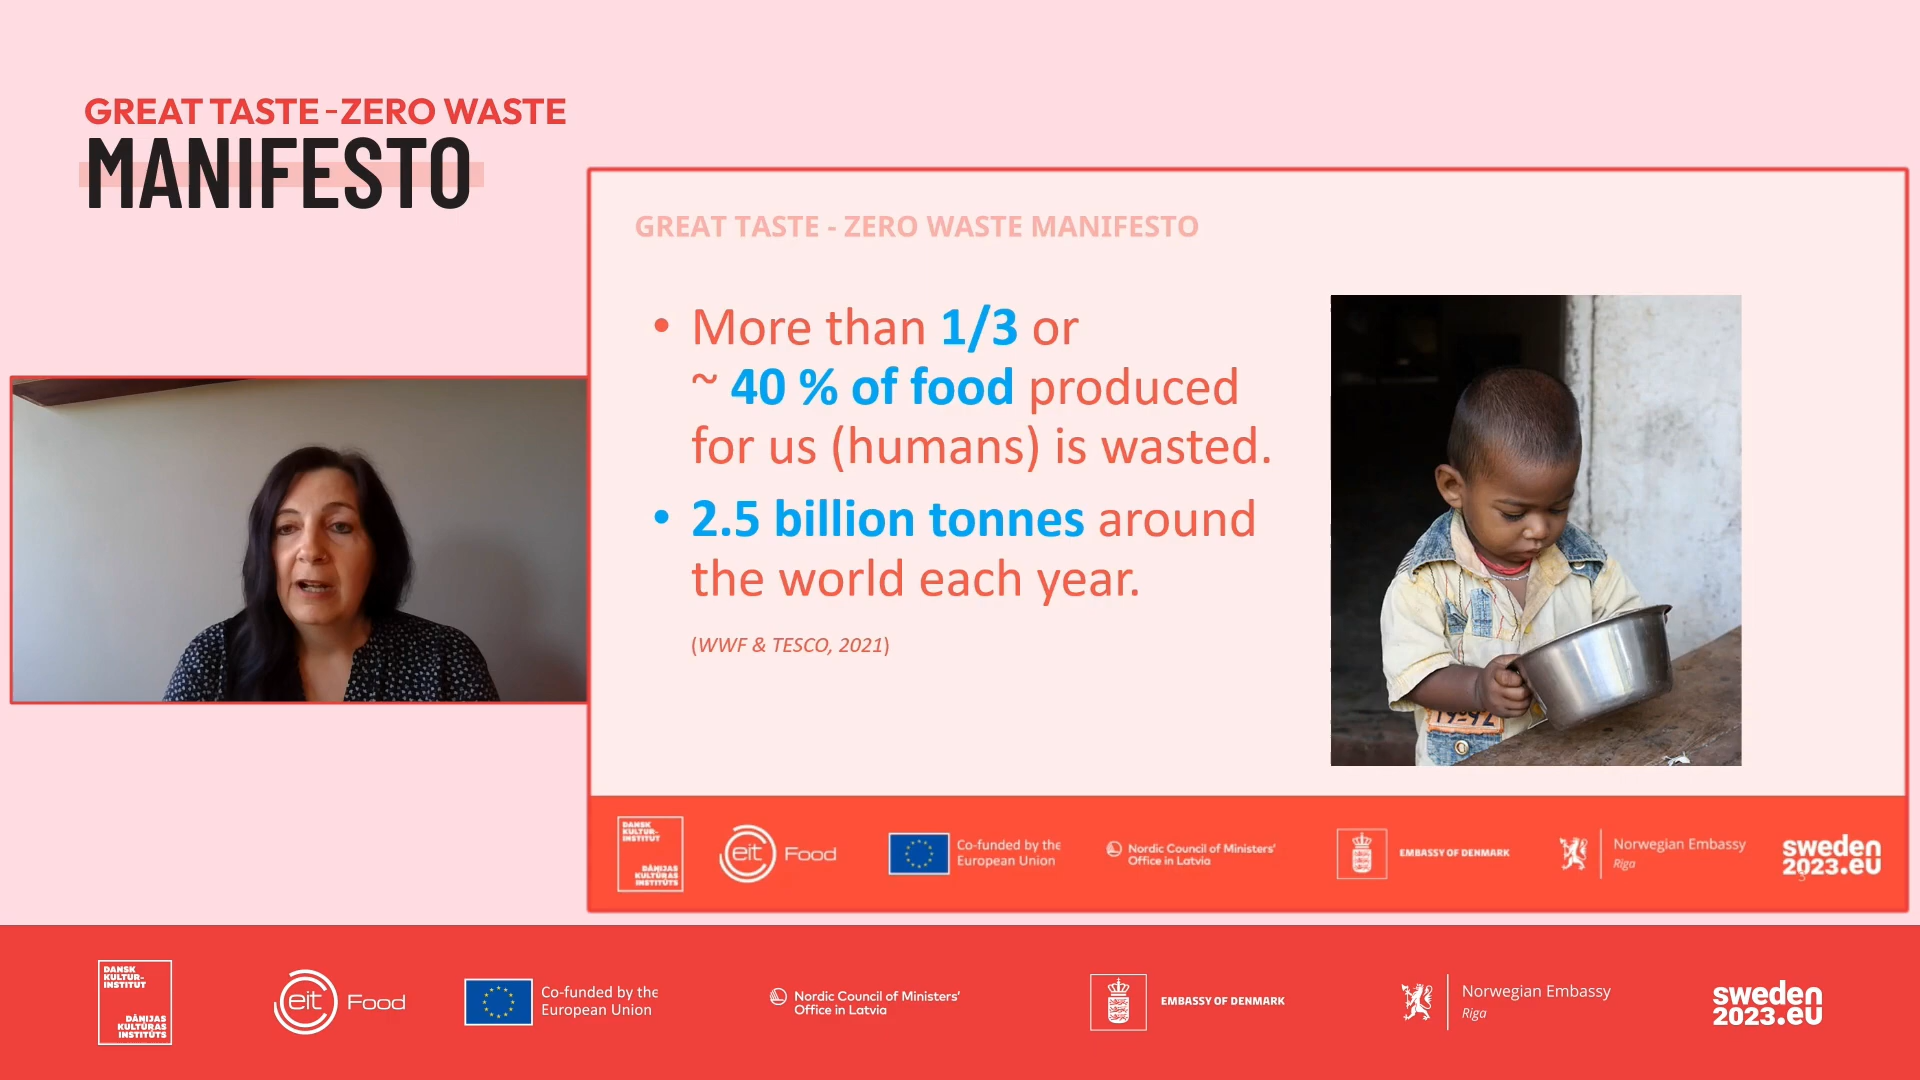 GREAT TASTE - ZERO WASTE
MANIFESTO
GREAT TASTE - ZERO WASTE MANIFESTO
• More than 1/3 or
~ 40 % of food produced
for us (humans) is wasted.
• 2.5 billion tonnes around
the world each year.
(WWF & TESCO, 2021)
1992
DANSK
KULTUR-
INSTITUT
DĀNIJAS
KULTŪRAS
INSTITŪTS
eit Food
Co-funded by the
European Union
Nordic Council of Ministers'
Office in Latvia
EMBASSY OF DENMARK
Norwegian Embassy
Riga
sweden
2023.eu
3
DANSK
KULTUR-
INSTITUT
DĀNIJAS
KULTŪRAS
INSTITŪTS
eit Food
Co-funded by the
European Union
Nordic Council of Ministers'
Office in Latvia
EMBASSY OF DENMARK
Norwegian Embassy
Riga
sweden
2023.eu